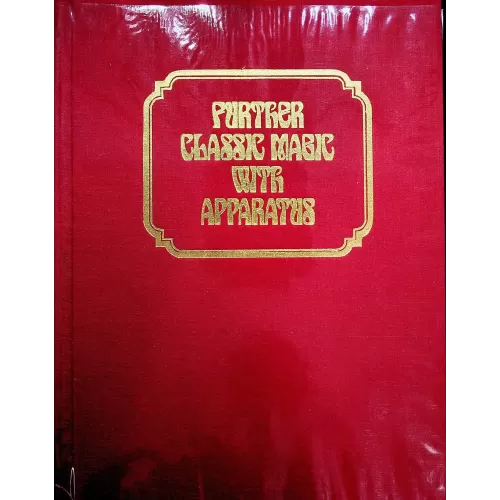 FURTHER
CLASSIC MAGIC
WITH
APPARATUS